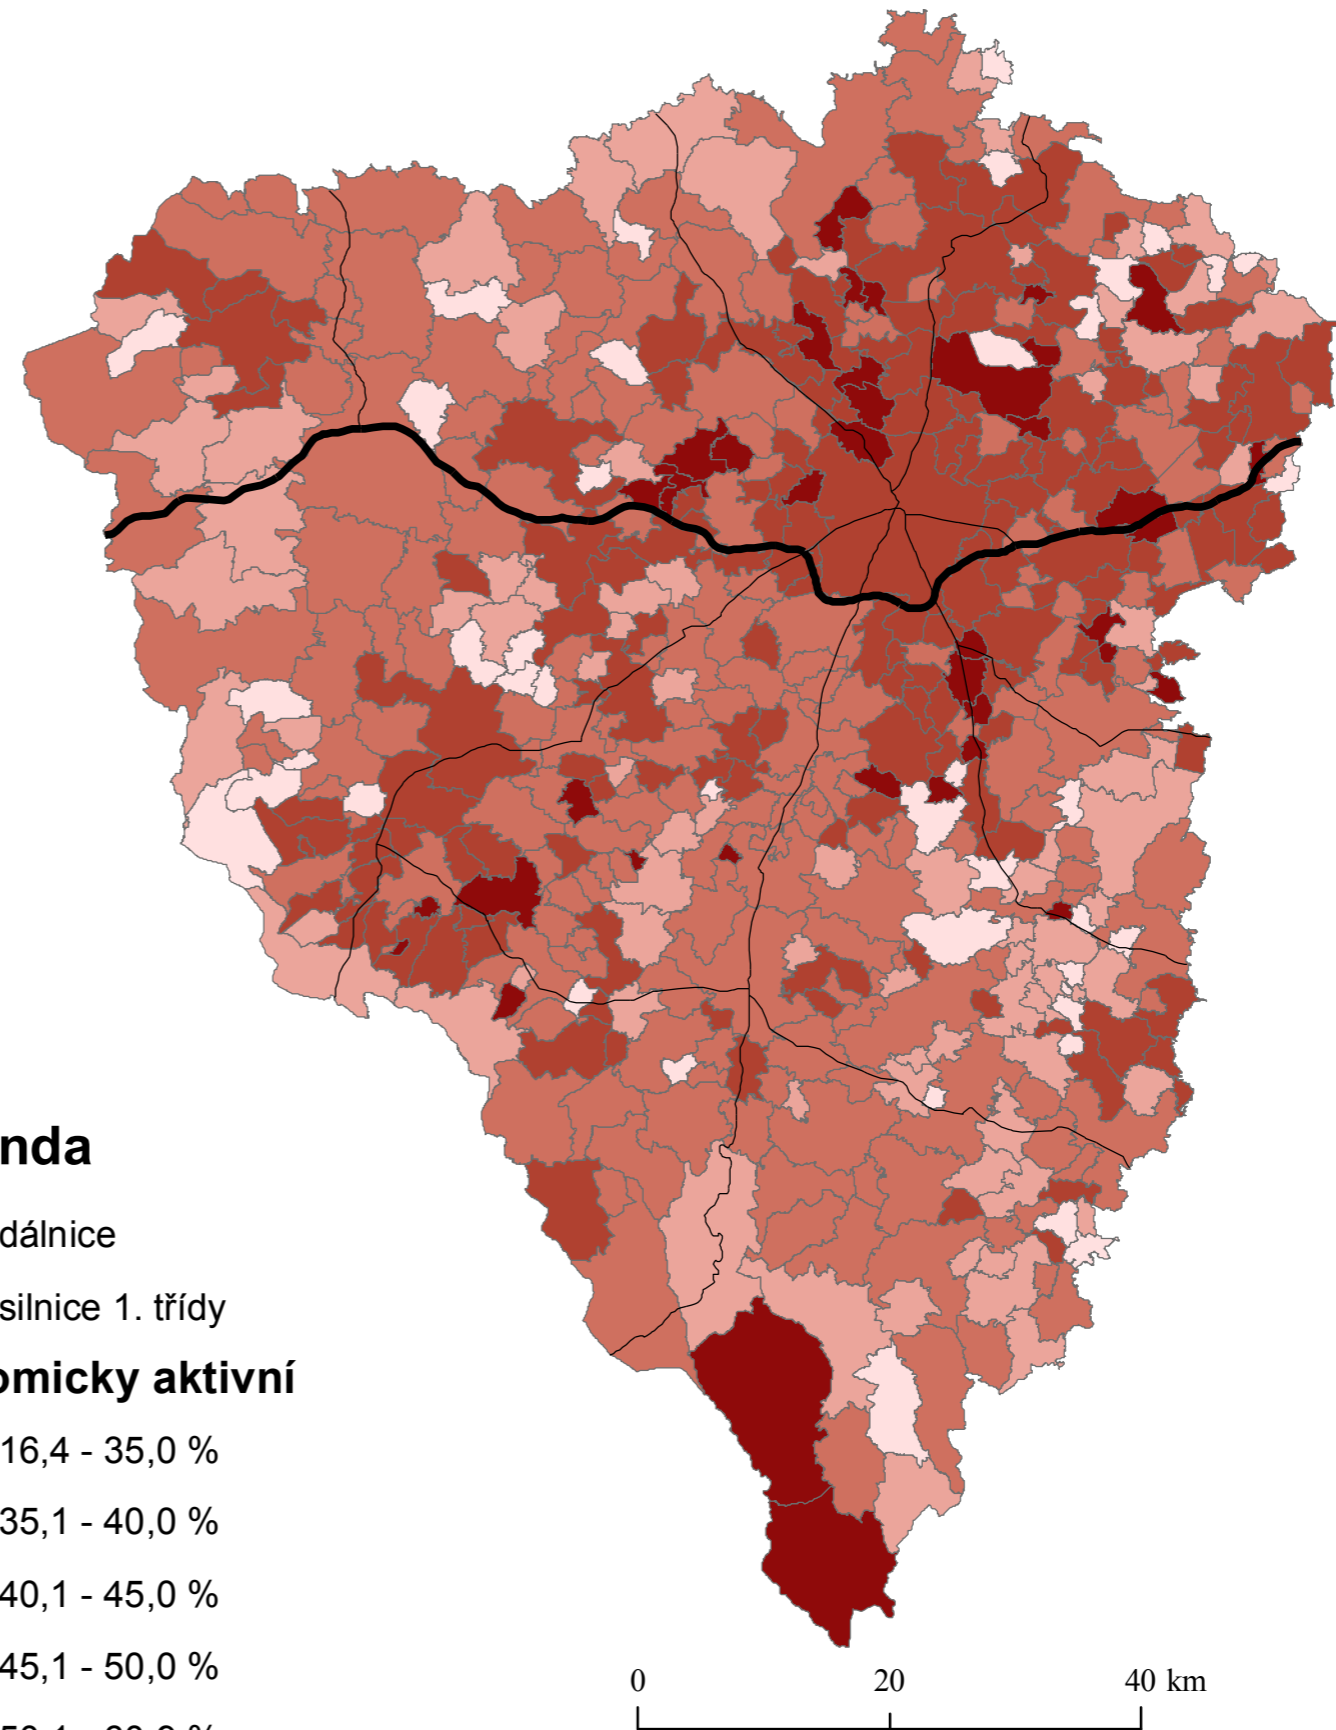 nda
dálnice
silnice 1. třídy
omicky aktivní
16,4 - 35,0 %
35,1 - 40,0 %
40,1 - 45,0 %
45,1 - 50,0 %
0 20 40 km